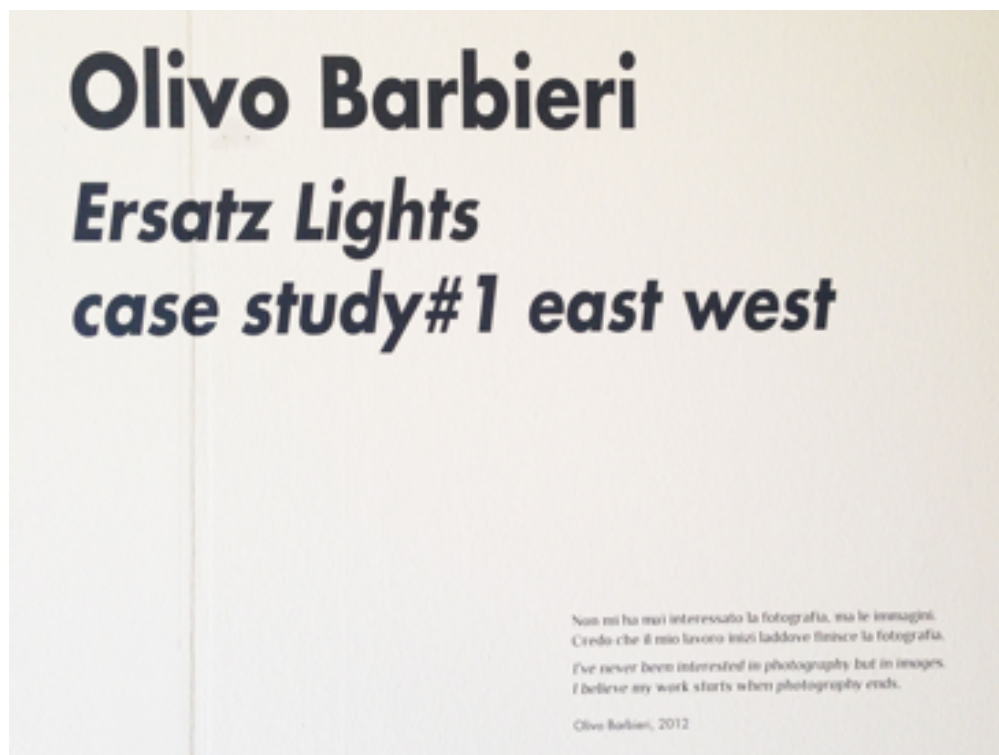 Olivo Barbieri
Ersatz Lights
case study#1 east west
Non mi ha mai interessato la fotografia, ma le immagini.
Credo che il mio lavoro inizi laddove finisce la fotografia.
I've never been interested in photography but in images.
I believe my work starts when photography ends.
Olivo Barbieri, 2012